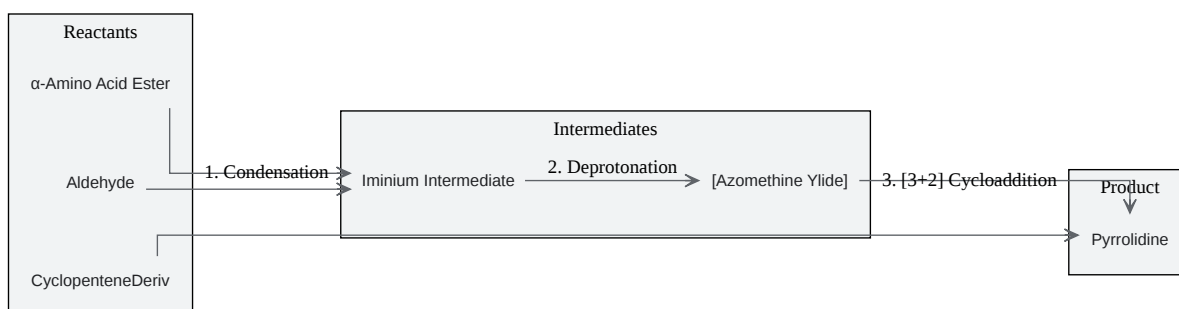 Reactants
α-Amino Acid Ester
Aldehyde
CyclopenteneDeriv
1. Condensation
Intermediates
Iminium Intermediate
2. Deprotonation
[Azomethine Ylide]
3. [3+2] Cycloaddition
Product
Pyrrolidine